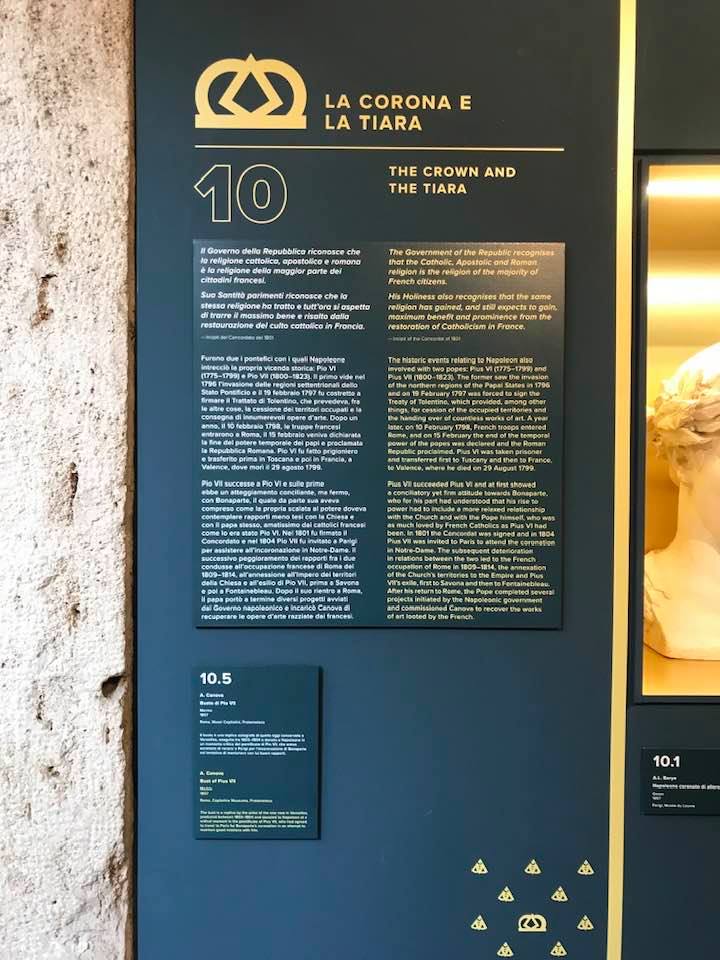 LA CORONA E
LA TIARA
10
THE CROWN AND
THE TIARA
Il Governo della Repubblica riconosce che
la religione cattolica, apostolica e romana
è la religione della maggior parte dei
cittadini francesi.
Sua Santità parimenti riconosce che la
stessa religione ha tratto e tutt'ora si aspetta
di trarre il massimo bene e risalto dalla
restaurazione del culto cattolico in Francia.
—Incipit del Concordato del 1801
Furono due i pontefici con i quali Napoleone
intrecciò la propria vicenda storica: Pio VI
(1775–1799) e Pio VII (1800–1823). Il primo vide nel
1796 l'invasione delle regioni settentrionali dello
Stato Pontificio e il 19 febbraio 1797 fu costretto a
firmare il Trattato di Tolentino, che prevedeva, fra
le altre cose, la cessione dei territori occupati e la
consegna di innumerevoli opere d'arte. Dopo un
anno, il 10 febbraio 1798, le truppe francesi
entrarono a Roma, il 15 febbraio veniva dichiarata
la fine del potere temporale dei papi e proclamata
la Repubblica Romana. Pio VI fu fatto prigioniero
e trasferito prima in Toscana e poi in Francia, a
Valence, dove morì il 29 agosto 1799.
Pio VII successe a Pio VI e sulle prime
ebbe un atteggiamento conciliante, ma fermo,
con Bonaparte, il quale da parte sua aveva
compreso come la propria scalata al potere doveva
contemplare rapporti meno tesi con la Chiesa e
con il papa stesso, amatissimo dai cattolici francesi
come lo era stato Pio VI. Nel 1801 fu firmato il
Concordato e nel 1804 Pio VII fu invitato a Parigi
per assistere all'incoronazione in Notre-Dame. Il
successivo peggioramento dei rapporti fra i due
condusse all'occupazione francese di Roma del
1809–1814, all'annessione all'Impero dei territori
della Chiesa e all'esilio di Pio VII, prima a Savona
e poi a Fontainebleau. Dopo il suo rientro a Roma,
il papa portò a termine diversi progetti avviati
dal Governo napoleonico e incaricò Canova di
recuperare le opere d'arte razziate dai francesi.
The Government of the Republic recognises
that the Catholic, Apostolic and Roman
religion is the religion of the majority of
French citizens.
His Holiness also recognises that the same
religion has gained, and still expects to gain,
maximum benefit and prominence from the
restoration of Catholicism in France.
—Incipit of the Concordat of 1801
The historic events relating to Napoleon also
involved with two popes: Pius VI (1775–1799) and
Pius VII (1800–1823). The former saw the invasion
of the northern regions of the Papal States in 1796
and on 19 February 1797 was forced to sign the
Treaty of Tolentino, which provided, among other
things, for cession of the occupied territories and
the handing over of countless works of art. A year
later, on 10 February 1798, French troops entered
Rome, and on 15 February the end of the temporal
power of the popes was declared and the Roman
Republic proclaimed. Pius VI was taken prisoner
and transferred first to Tuscany and then to France,
to Valence, where he died on 29 August 1799.
Pius VII succeeded Pius VI and at first showed
a conciliatory yet firm attitude towards Bonaparte,
who for his part had understood that his rise to
power had to include a more relaxed relationship
with the Church and with the Pope himself, who was
as much loved by French Catholics as Pius VI had
been. In 1801 the Concordat was signed and in 1804
Pius VII was invited to Paris to attend the coronation
in Notre-Dame. The subsequent deterioration
in relations between the two led to the French
occupation of Rome in 1809–1814, the annexation
of the Church's territories to the Empire and Pius
VII's exile, first to Savona and then to Fontainebleau.
After his return to Rome, the Pope completed several
projects initiated by the Napoleonic government
and commissioned Canova to recover the works
of art looted by the French.
10.5
A. Canova
Busto di Pio VII
Marmo
1807
Roma, Musei Capitolini, Protomoteca
A. Canova
Bust of Pius VII
1807
Rome, Capitoline Museums, Protomoteca
10.1
A.L. Barye
Napoleone coronato di
Parigi, Musée du Louvre